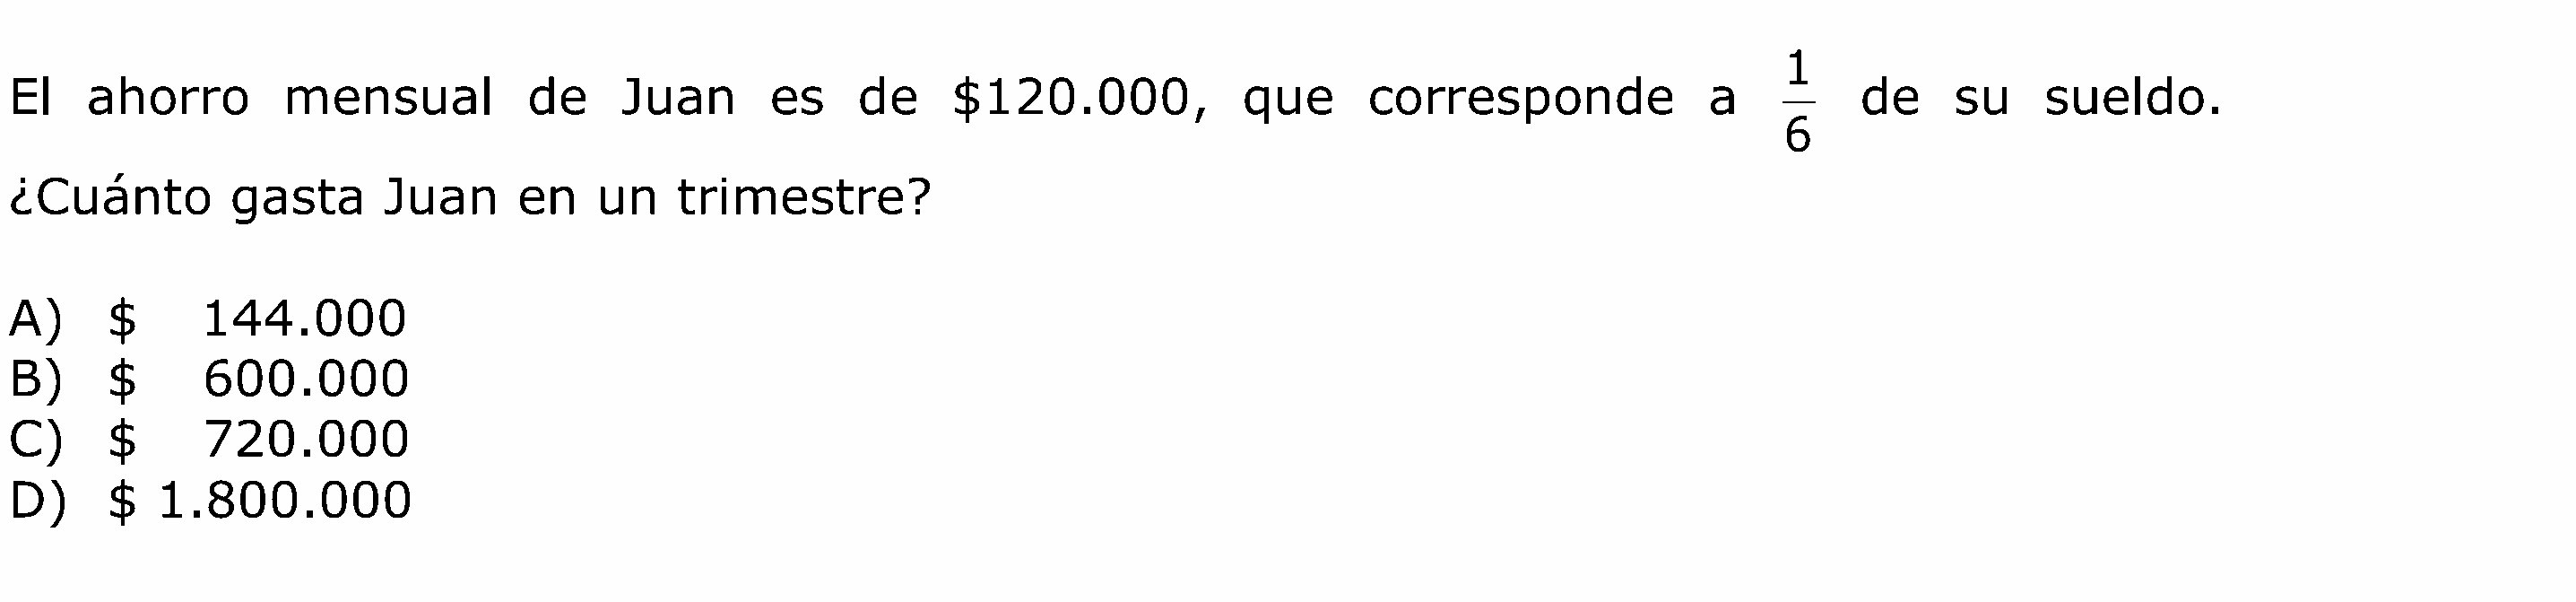 El ahorro mensual de Juan es de $120.000, que corresponde a 1/6 de su sueldo.
¿Cuánto gasta Juan en un trimestre?
A) $ 144.000
B) $ 600.000
C) $ 720.000
D) $ 1.800.000